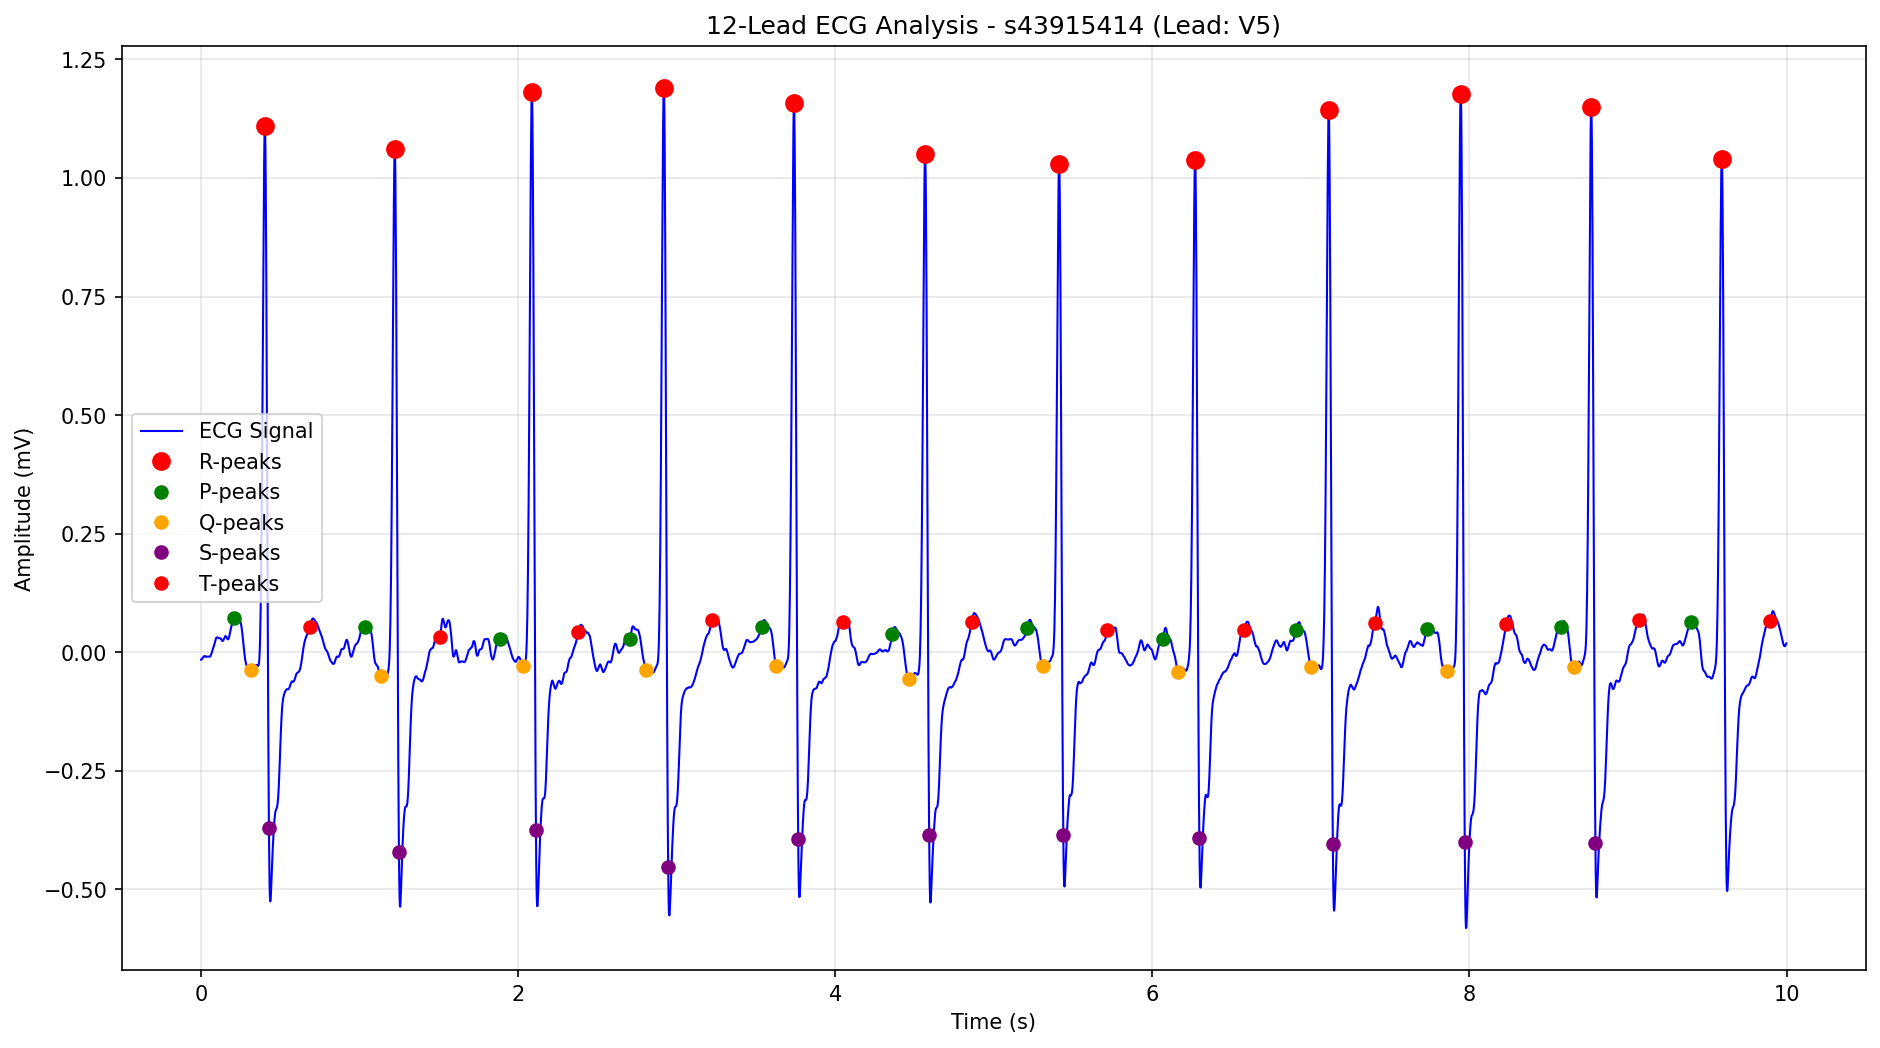 12-Lead ECG Analysis - s43915414 (Lead: V5)
1.25
1.00
0.75
0.50
0.25
0.00
−0.25
−0.50
Amplitude (mV)
ECG Signal
R-peaks
P-peaks
Q-peaks
S-peaks
T-peaks
0 2 4 6 8 10
Time (s)